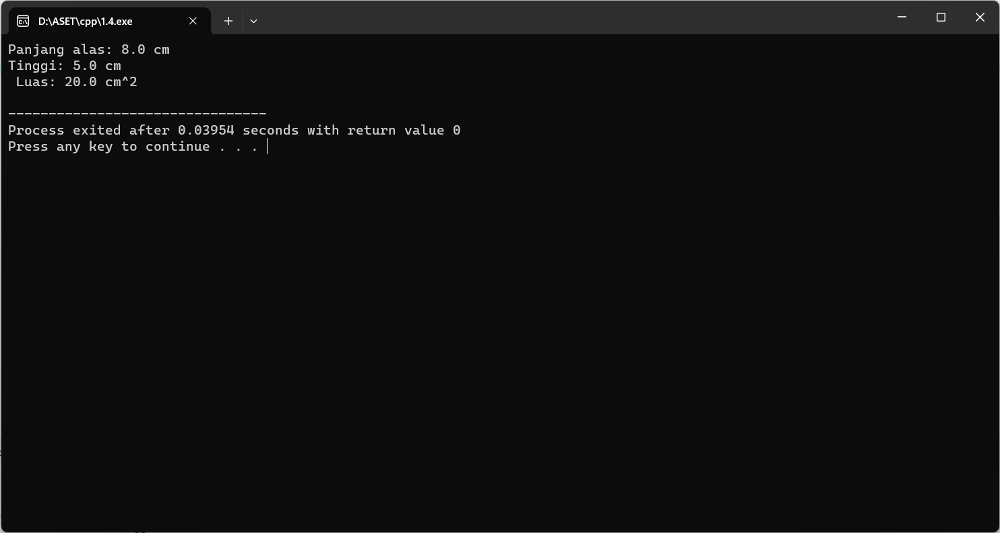 D:\ASET\cpp\1.4.exe
Panjang alas: 8.0 cm
Tinggi: 5.0 cm
 Luas: 20.0 cm^2
--------------------------------
Process exited after 0.03954 seconds with return value 0
Press any key to continue . . .